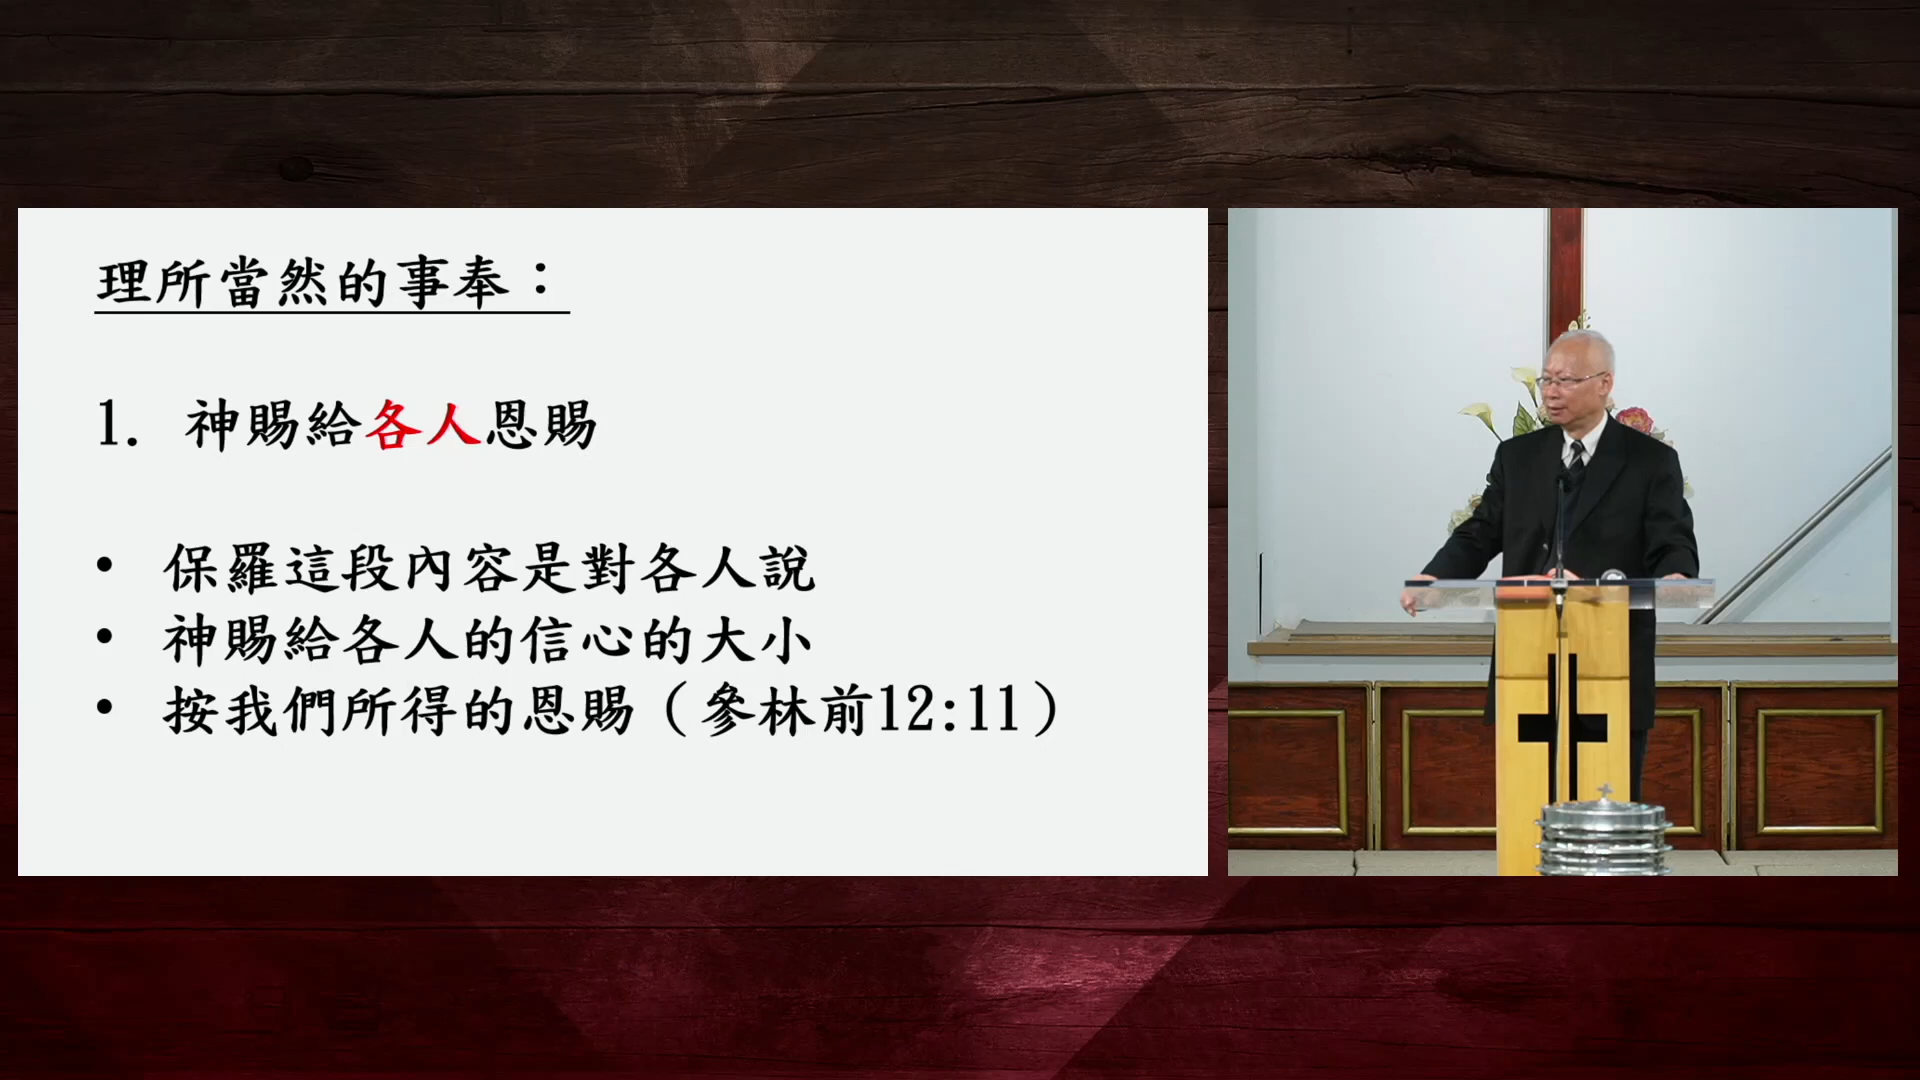 理所當然的事奉：
1. 神賜給各人恩賜
• 保羅這段內容是對各人說
• 神賜給各人的信心的大小
• 按我們所得的恩賜（參林前12:11）